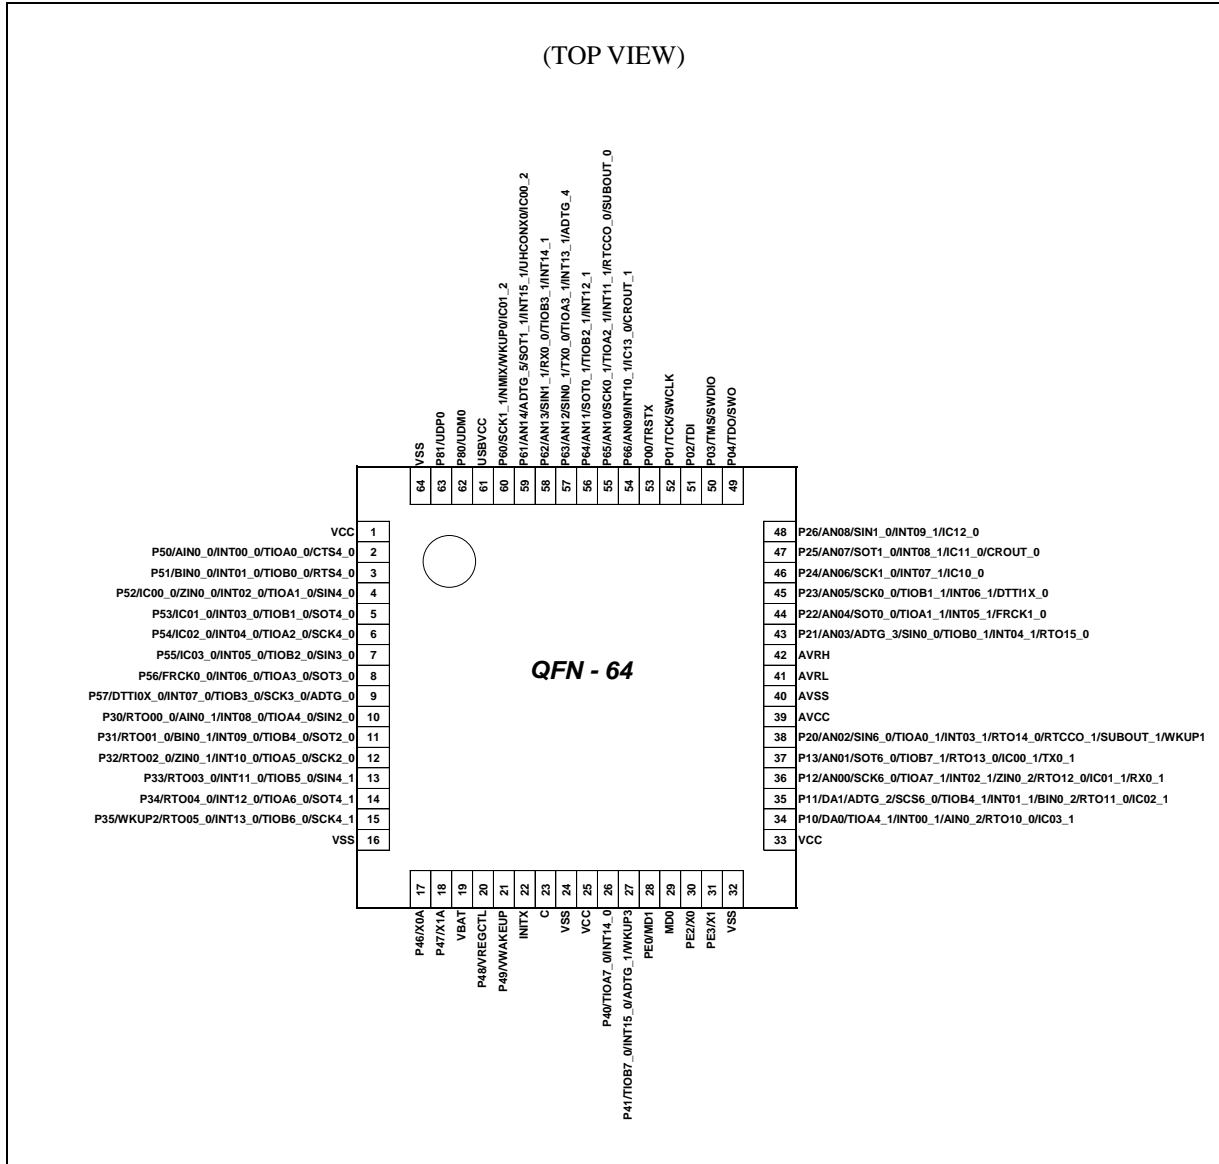 (TOP VIEW)
VSS
P81/UDP0
P80/UDM0
USBVCC
P60/SCK1_1/NMIX/WKUP0/IC01_2
P61/AN14/ADTG_5/SOT1_1/INT15_1/UHCONX0/IC00_2
P62/AN13/SIN1_1/RX0_0/TIOB3_1/INT14_1
P63/AN12/SIN0_1/TX0_0/TIOA3_1/INT13_1/ADTG_4
P64/AN11/SOT0_1/TIOB2_1/INT12_1
P65/AN10/SCK0_1/TIOA2_1/INT11_1/RTCCO_0/SUBOUT_0
P66/AN09/INT10_1/IC13_0/CROUT_1
P00/TRSTX
P01/TCK/SWCLK
P02/TDI
P03/TMS/SWDIO
P04/TDO/SWO
64 63 62 61 60 59 58 57 56 55 54 53 52 51 50 49
VCC 1
P50/AIN0_0/INT00_0/TIOA0_0/CTS4_0 2
P51/BIN0_0/INT01_0/TIOB0_0/RTS4_0 3
P52/IC00_0/ZIN0_0/INT02_0/TIOA1_0/SIN4_0 4
P53/IC01_0/INT03_0/TIOB1_0/SOT4_0 5
P54/IC02_0/INT04_0/TIOA2_0/SCK4_0 6
P55/IC03_0/INT05_0/TIOB2_0/SIN3_0 7
P56/FRCK0_0/INT06_0/TIOA3_0/SOT3_0 8
P57/DTTI0X_0/INT07_0/TIOB3_0/SCK3_0/ADTG_0 9
P30/RTO00_0/AIN0_1/INT08_0/TIOA4_0/SIN2_0 10
P31/RTO01_0/BIN0_1/INT09_0/TIOB4_0/SOT2_0 11
P32/RTO02_0/ZIN0_1/INT10_0/TIOA5_0/SCK2_0 12
P33/RTO03_0/INT11_0/TIOB5_0/SIN4_1 13
P34/RTO04_0/INT12_0/TIOA6_0/SOT4_1 14
P35/WKUP2/RTO05_0/INT13_0/TIOB6_0/SCK4_1 15
VSS 16
QFN - 64
48 P26/AN08/SIN1_0/INT09_1/IC12_0
47 P25/AN07/SOT1_0/INT08_1/IC11_0/CROUT_0
46 P24/AN06/SCK1_0/INT07_1/IC10_0
45 P23/AN05/SCK0_0/TIOB1_1/INT06_1/DTTI1X_0
44 P22/AN04/SOT0_0/TIOA1_1/INT05_1/FRCK1_0
43 P21/AN03/ADTG_3/SIN0_0/TIOB0_1/INT04_1/RTO15_0
42 AVRH
41 AVRL
40 AVSS
39 AVCC
38 P20/AN02/SIN6_0/TIOA0_1/INT03_1/RTO14_0/RTCCO_1/SUBOUT_1/WKUP1
37 P13/AN01/SOT6_0/TIOB7_1/RTO13_0/IC00_1/TX0_1
36 P12/AN00/SCK6_0/TIOA7_1/INT02_1/ZIN0_2/RTO12_0/IC01_1/RX0_1
35 P11/DA1/ADTG_2/SCS6_0/TIOB4_1/INT01_1/BIN0_2/RTO11_0/IC02_1
34 P10/DA0/TIOA4_1/INT00_1/AIN0_2/RTO10_0/IC03_1
33 VCC
17 18 19 20 21 22 23 24 25 26 27 28 29 30 31 32
P46/X0A
P47/X1A
VBAT
P48/VREGCTL
P49/VWAKEUP
INITX
C
VSS
VCC
P40/TIOA7_0/INT14_0
P41/TIOB7_0/INT15_0/ADTG_1/WKUP3
PE0/MD1
MD0
PE2/X0
PE3/X1
VSS